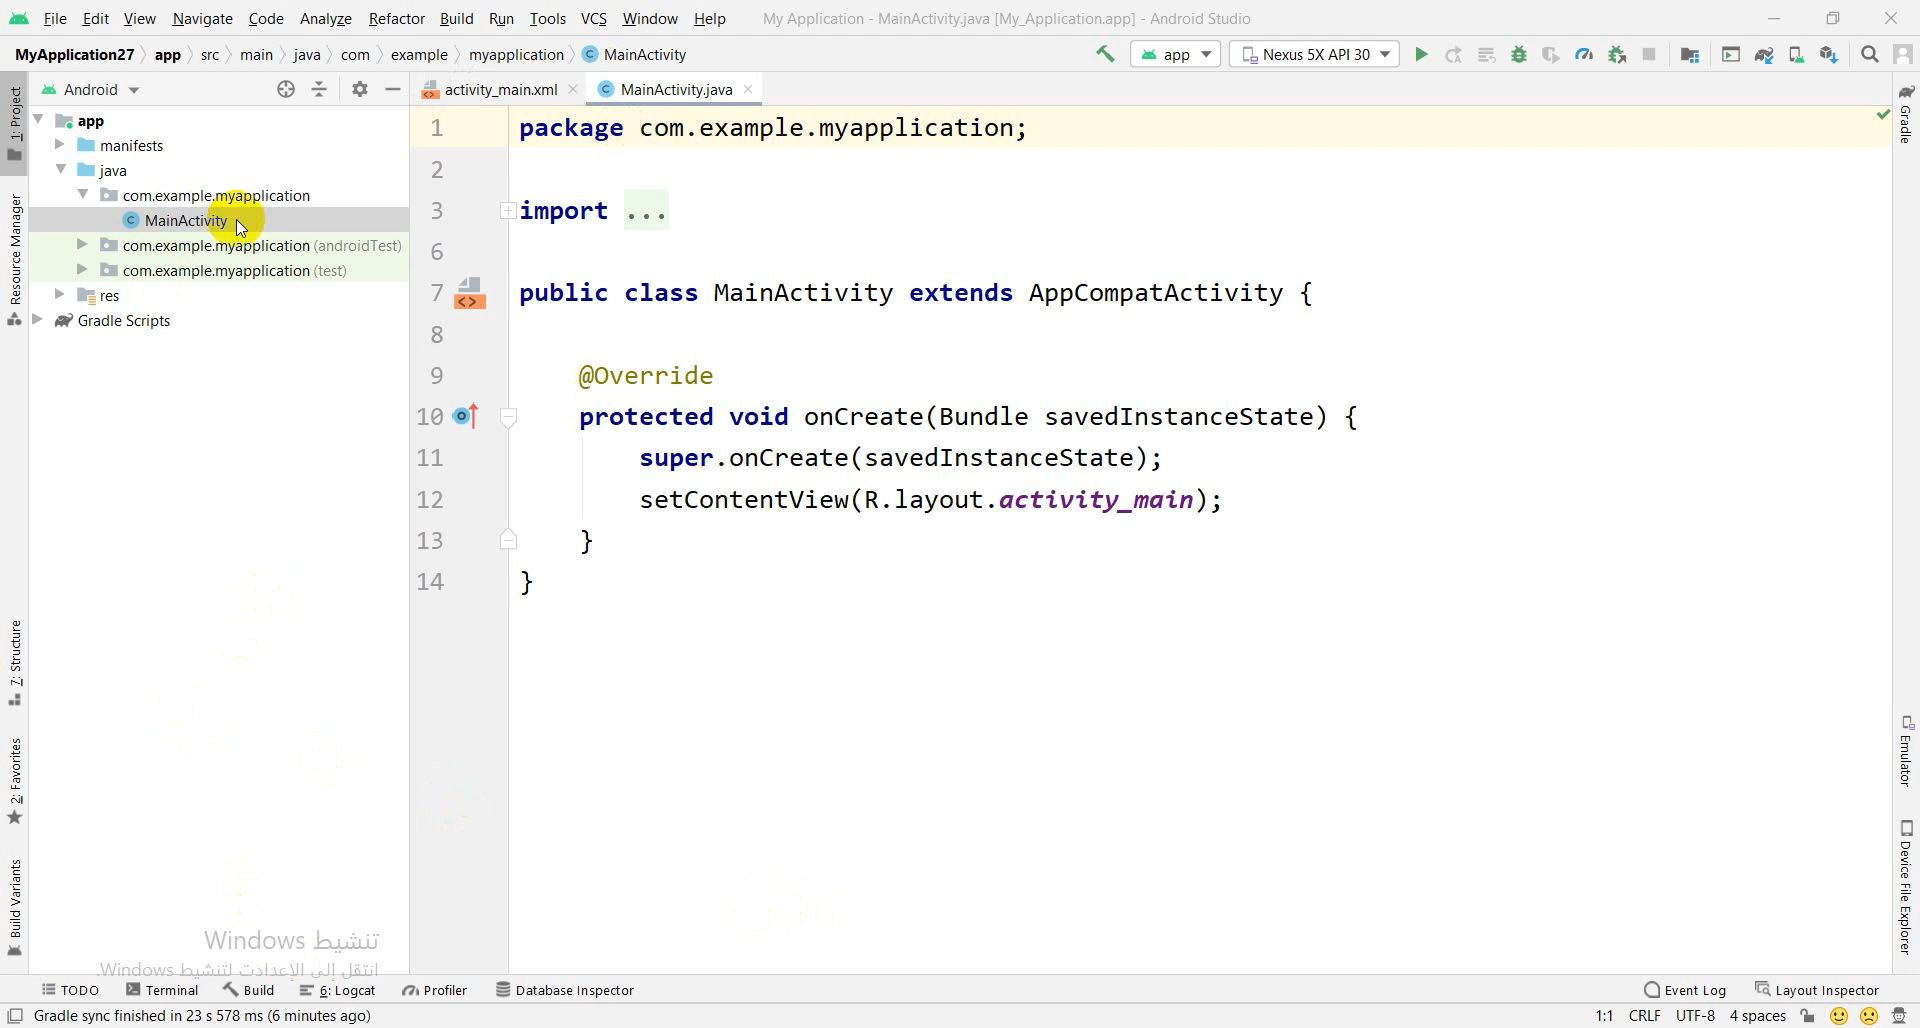 File Edit View Navigate Code Analyze Refactor Build Run Tools VCS Window Help My Application - MainActivity.java [My_Application.app] - Android Studio
MyApplication27 app src main java com example myapplication MainActivity app Nexus 5X API 30
Android
activity_main.xml MainActivity.java
app
manifests
java
com.example.myapplication
MainActivity
com.example.myapplication (androidTest)
com.example.myapplication (test)
res
Gradle Scripts
1: Project
Resource Manager
7: Structure
2: Favorites
Build Variants
1 package com.example.myapplication;
2
3 import ...
6
7 public class MainActivity extends AppCompatActivity {
8
9 @Override
10 protected void onCreate(Bundle savedInstanceState) {
11 super.onCreate(savedInstanceState);
12 setContentView(R.layout.activity_main);
13 }
14 }
Gradle
Emulator
Device File Explorer
تنشيط Windows
انتقل إلى الإعدادات لتنشيط Windows.
TODO Terminal Build 6: Logcat Profiler Database Inspector Event Log Layout Inspector
Gradle sync finished in 23 s 578 ms (6 minutes ago) 1:1 CRLF UTF-8 4 spaces